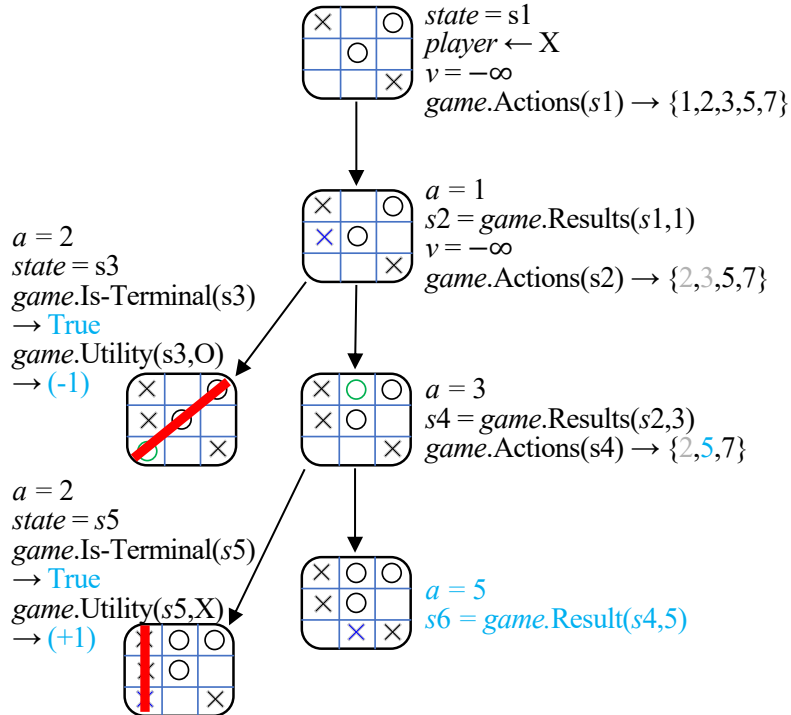 state = s1
player ← X
v = −∞
game.Actions(s1) → {1,2,3,5,7}
a = 1
s2 = game.Results(s1,1)
v = −∞
game.Actions(s2) → {2,3,5,7}
a = 2
state = s3
game.Is-Terminal(s3)
→ True
game.Utility(s3,O)
→ (-1)
a = 3
s4 = game.Results(s2,3)
game.Actions(s4) → {2,5,7}
a = 2
state = s5
game.Is-Terminal(s5)
→ True
game.Utility(s5,X)
→ (+1)
a = 5
s6 = game.Result(s4,5)